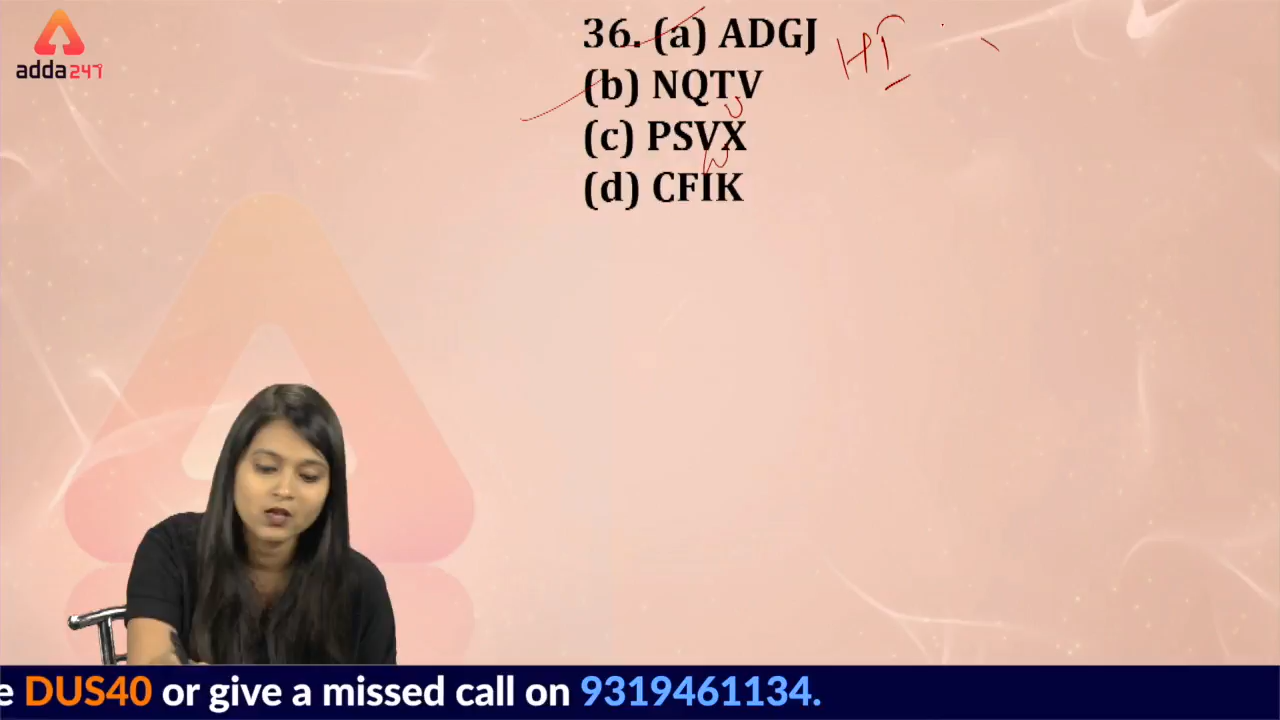 adda247
36. (a) ADGJ
HI
(b) NQTV
U
(c) PSVX
W
(d) CFIK
e DUS40 or give a missed call on 9319461134.